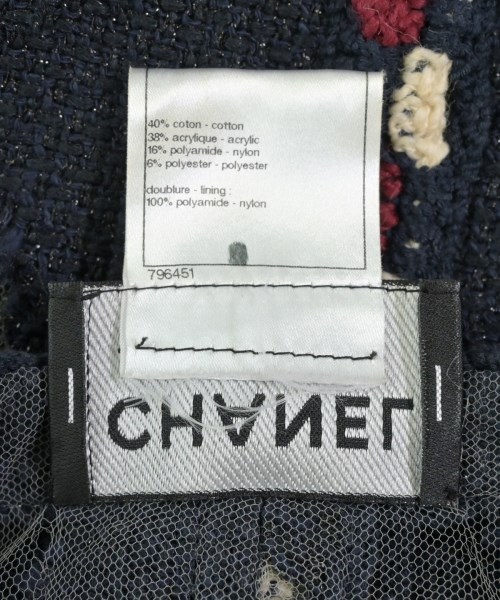 40% coton - cotton
38% acrylique - acrylic
16% polyamide - nylon
6% polyester - polyester
doublure - lining :
100% polyamide - nylon
796451
CHANEL